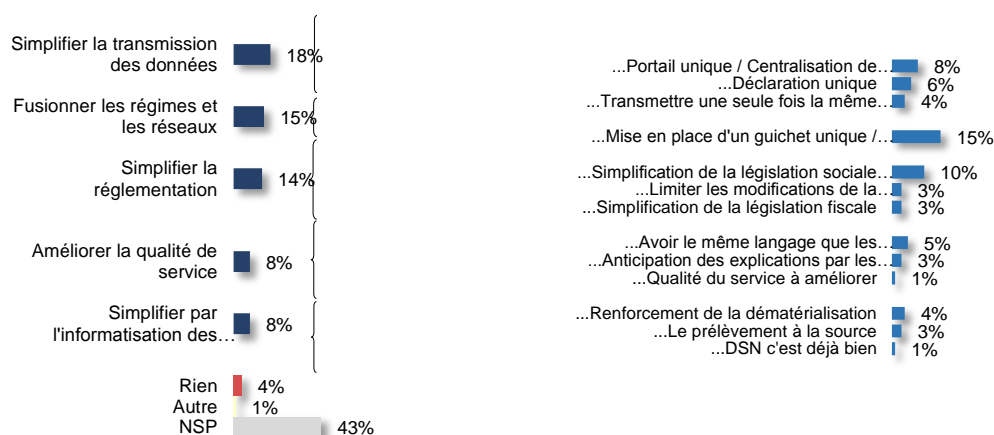 Simplifier la transmission
des données
18%
Fusionner les régimes et
les réseaux
15%
Simplifier la
réglementation
14%
Améliorer la qualité de
service
8%
Simplifier par
l'informatisation des…
8%
Rien
4%
Autre
1%
NSP
43%
...Portail unique / Centralisation de…
8%
...Déclaration unique
6%
...Transmettre une seule fois la même…
4%
...Mise en place d'un guichet unique /…
15%
...Simplification de la législation sociale…
10%
...Limiter les modifications de la…
3%
...Simplification de la législation fiscale
3%
...Avoir le même langage que les…
5%
...Anticipation des explications par les…
3%
...Qualité du service à améliorer
1%
...Renforcement de la dématérialisation
4%
...Le prélèvement à la source
3%
...DSN c'est déjà bien
1%